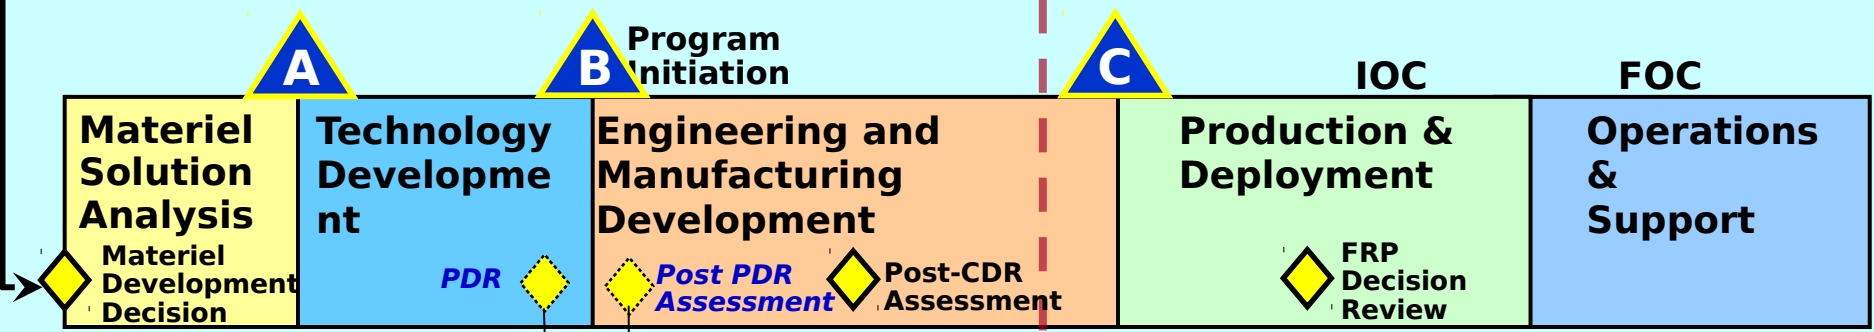 A
B
Program
Initiation
C
IOC
FOC
Materiel
Solution
Analysis
Technology
Developme
nt
Engineering and
Manufacturing
Development
Production &
Deployment
Operations
&
Support
Materiel
Development
Decision
PDR
Post PDR
Assessment
Post-CDR
Assessment
FRP
Decision
Review